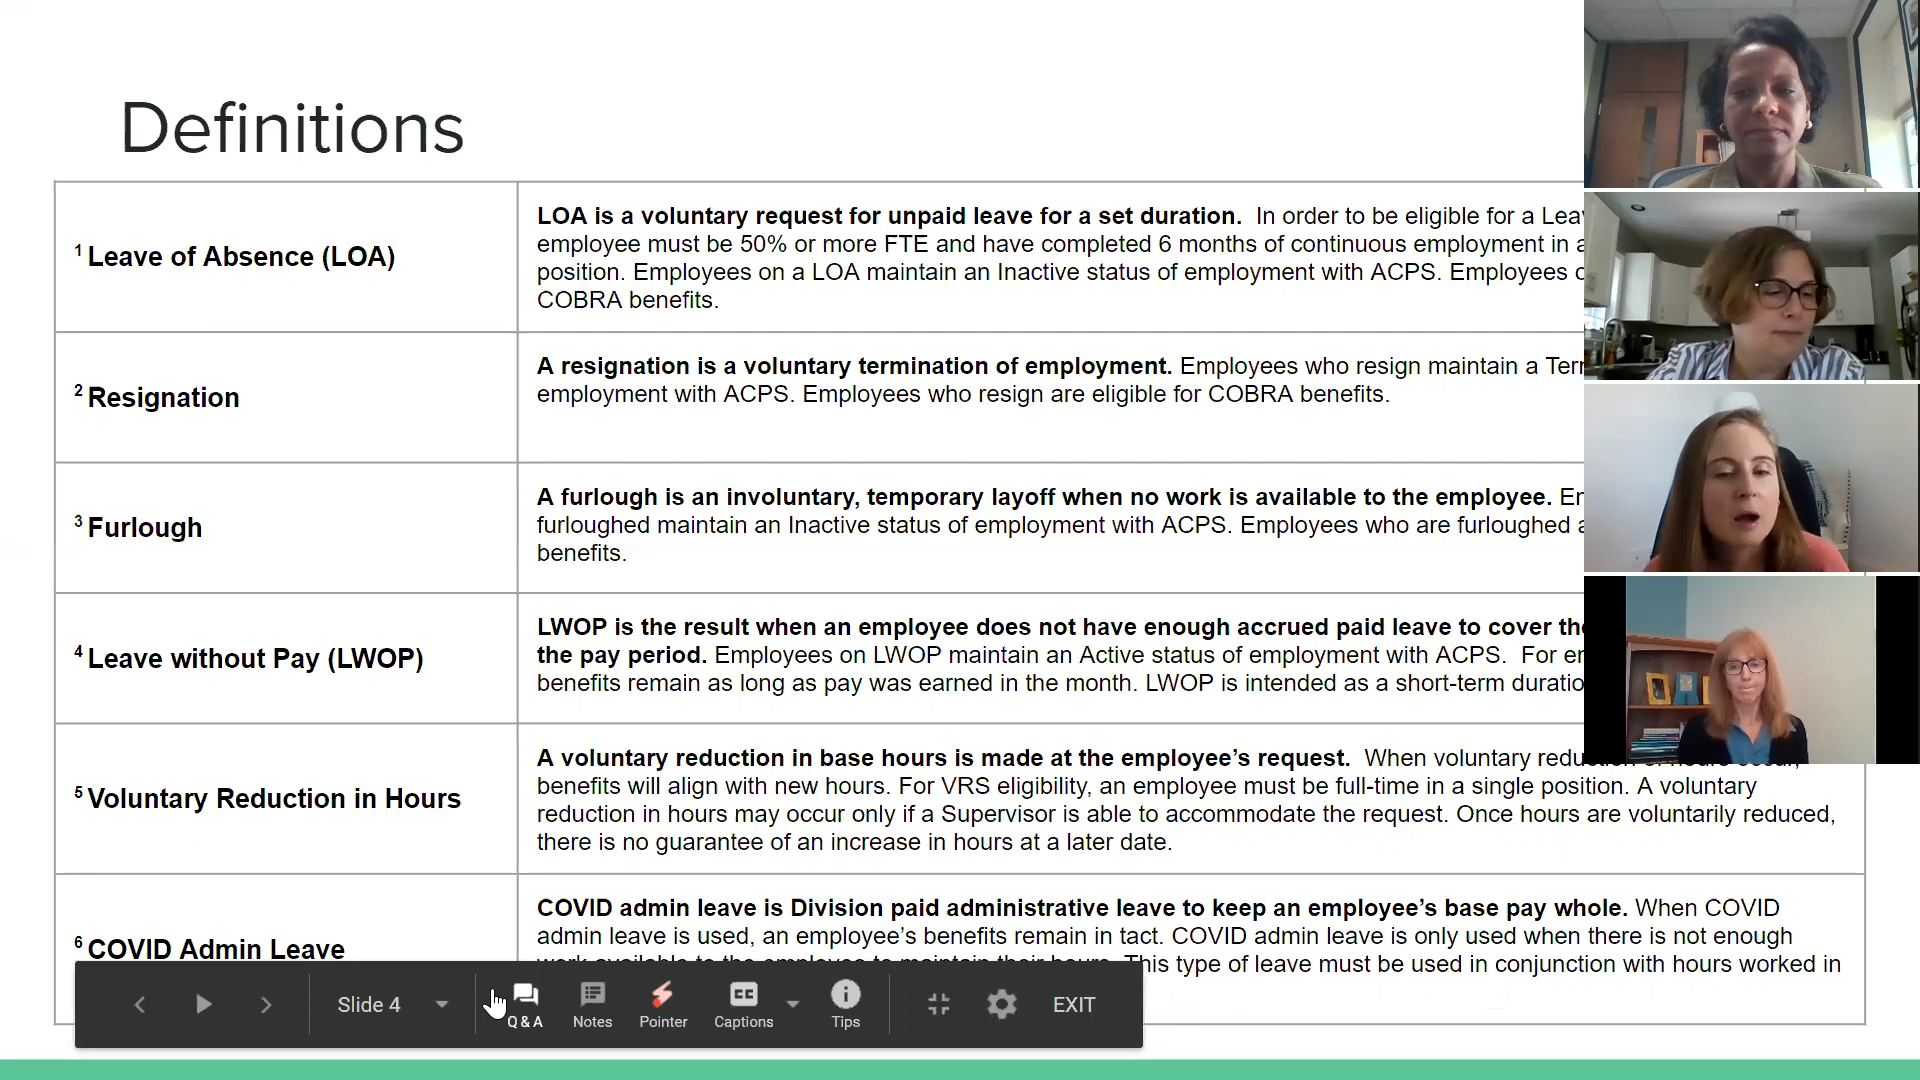 Definitions
1 Leave of Absence (LOA)
LOA is a voluntary request for unpaid leave for a set duration. In order to be eligible for a
employee must be 50% or more FTE and have completed 6 months of continuous employment in
position. Employees on a LOA maintain an Inactive status of employment with ACPS. Employees
COBRA benefits.
2 Resignation
A resignation is a voluntary termination of employment. Employees who resign maintain a
employment with ACPS. Employees who resign are eligible for COBRA benefits.
3 Furlough
A furlough is an involuntary, temporary layoff when no work is available to the employee.
furloughed maintain an Inactive status of employment with ACPS. Employees who are furloughed
benefits.
4 Leave without Pay (LWOP)
LWOP is the result when an employee does not have enough accrued paid leave to cover
the pay period. Employees on LWOP maintain an Active status of employment with ACPS. For
benefits remain as long as pay was earned in the month. LWOP is intended as a short-term
5 Voluntary Reduction in Hours
A voluntary reduction in base hours is made at the employee’s request. When voluntary
benefits will align with new hours. For VRS eligibility, an employee must be full-time in a single position. A voluntary
reduction in hours may occur only if a Supervisor is able to accommodate the request. Once hours are voluntarily reduced,
there is no guarantee of an increase in hours at a later date.
6 COVID Admin Leave
COVID admin leave is Division paid administrative leave to keep an employee’s base pay whole. When COVID
admin leave is used, an employee’s benefits remain in tact. COVID admin leave is only used when there is not enough
work available to the employee to maintain their hours. This type of leave must be used in conjunction with hours worked in
Slide 4
Q & A
Notes
Pointer
CC
Captions
Tips
EXIT